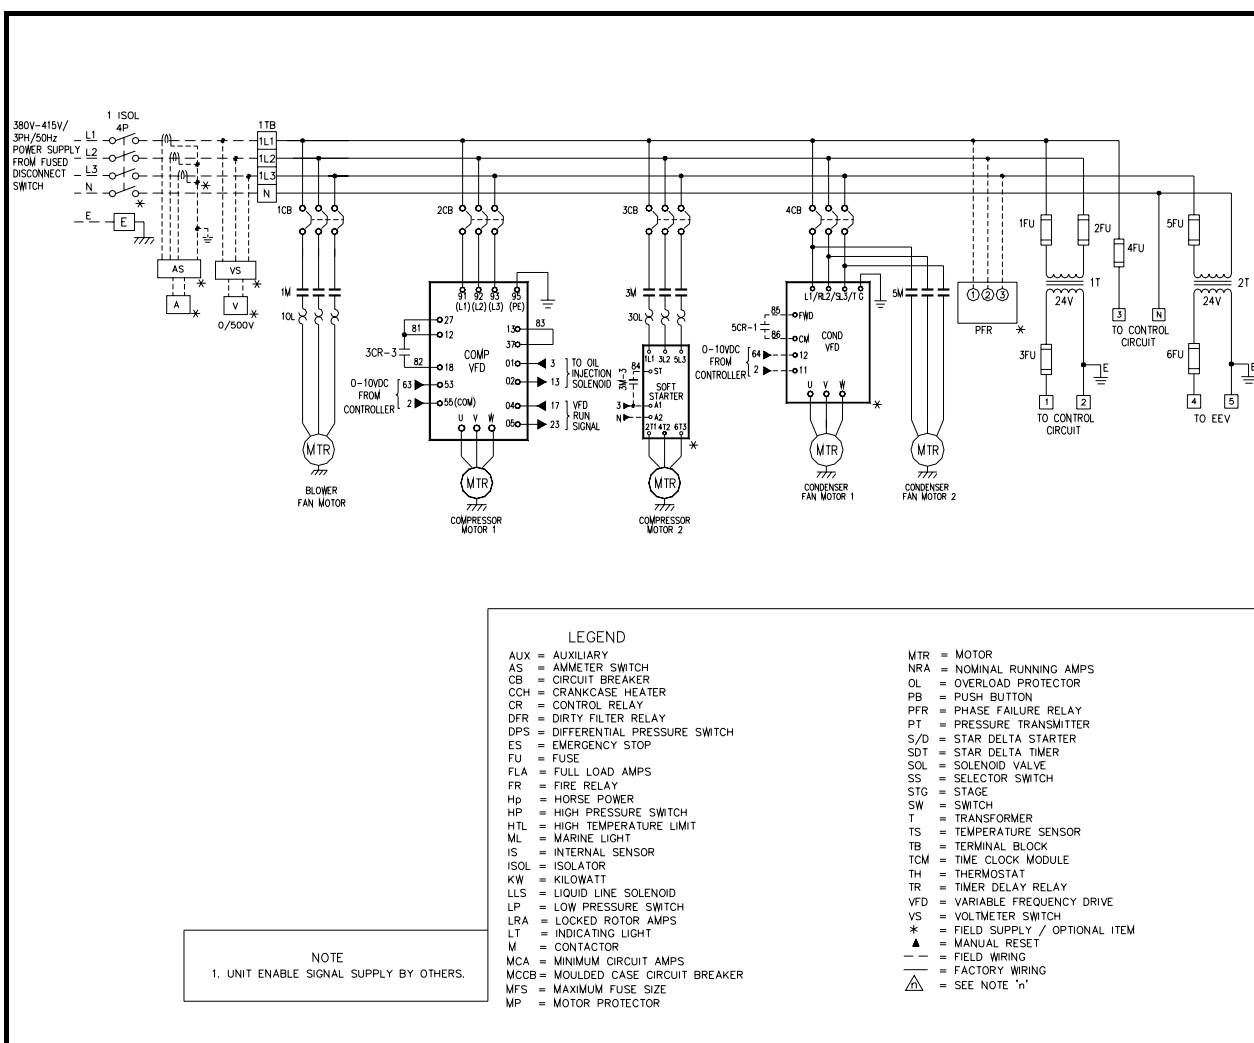 380V-415V/
3PH/50Hz
POWER SUPPLY
FROM FUSED
DISCONNECT
SWITCH
1 ISOL
4P
L1
L2
L3
N
*
E
E
AS
*
A
*
VS
*
V
*
0/500V
1TB
1L1
1L2
1L3
N
1CB
1M
1OL
MTR
BLOWER
FAN MOTOR
2CB
91 92 93 95
(L1) (L2) (L3) (PE)
27
81
12
3CR-3
82
18
0-10VDC
FROM
CONTROLLER
63
53
2
55(COM)
COMP
VFD
13
83
37
01
3
02
13
TO OIL
INJECTION
SOLENOID
04
17
05
23
VFD
RUN
SIGNAL
U V W
MTR
COMPRESSOR
MOTOR 1
3CB
3M
3OL
1L1 3L2 5L3
84
ST
3M-3
SOFT
STARTER
3
A1
N
A2
2T1 4T2 6T3
*
MTR
COMPRESSOR
MOTOR 2
4CB
L1/R L2/S L3/T G
85
FWD
5CR-1
86
CM
COND
VFD
0-10VDC
FROM
CONTROLLER
64
12
2
11
U V W
*
MTR
CONDENSER
FAN MOTOR 1
5M
MTR
CONDENSER
FAN MOTOR 2
1 2 3
PFR
*
1FU
2FU
1T
24V
3FU
E
1
2
TO CONTROL
CIRCUIT
4FU
3
N
TO CONTROL
CIRCUIT
5FU
2T
24V
6FU
E
4
5
TO EEV
LEGEND
AUX = AUXILIARY
AS = AMMETER SWITCH
CB = CIRCUIT BREAKER
CCH = CRANKCASE HEATER
CR = CONTROL RELAY
DFR = DIRTY FILTER RELAY
DPS = DIFFERENTIAL PRESSURE SWITCH
ES = EMERGENCY STOP
FU = FUSE
FLA = FULL LOAD AMPS
FR = FIRE RELAY
Hp = HORSE POWER
HP = HIGH PRESSURE SWITCH
HTL = HIGH TEMPERATURE LIMIT
ML = MARINE LIGHT
IS = INTERNAL SENSOR
ISOL = ISOLATOR
KW = KILOWATT
LLS = LIQUID LINE SOLENOID
LP = LOW PRESSURE SWITCH
LRA = LOCKED ROTOR AMPS
LT = INDICATING LIGHT
M = CONTACTOR
MCA = MINIMUM CIRCUIT AMPS
MCCB = MOULDED CASE CIRCUIT BREAKER
MFS = MAXIMUM FUSE SIZE
MP = MOTOR PROTECTOR
MTR = MOTOR
NRA = NOMINAL RUNNING AMPS
OL = OVERLOAD PROTECTOR
PB = PUSH BUTTON
PFR = PHASE FAILURE RELAY
PT = PRESSURE TRANSMITTER
S/D = STAR DELTA STARTER
SDT = STAR DELTA TIMER
SOL = SOLENOID VALVE
SS = SELECTOR SWITCH
STG = STAGE
SW = SWITCH
T = TRANSFORMER
TS = TEMPERATURE SENSOR
TB = TERMINAL BLOCK
TCM = TIME CLOCK MODULE
TH = THERMOSTAT
TR = TIMER DELAY RELAY
VFD = VARIABLE FREQUENCY DRIVE
VS = VOLTMETER SWITCH
* = FIELD SUPPLY / OPTIONAL ITEM
▲ = MANUAL RESET
-- = FIELD WIRING
— = FACTORY WIRING
n = SEE NOTE 'n'
NOTE
1. UNIT ENABLE SIGNAL SUPPLY BY OTHERS.